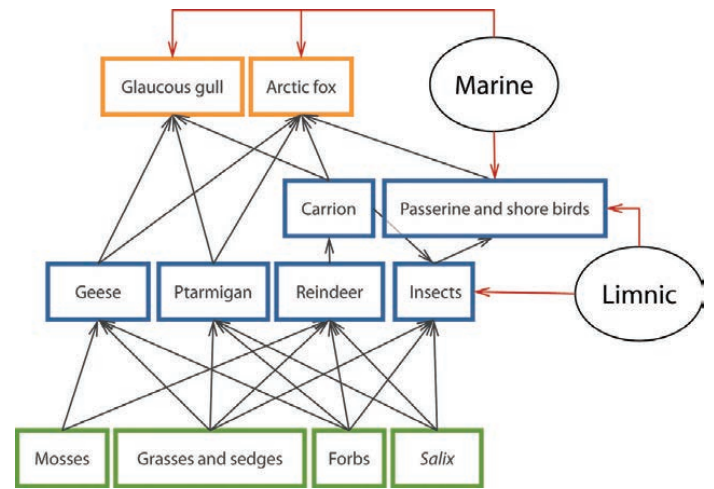 Glaucous gull
Arctic fox
Marine
Carrion
Passerine and shore birds
Geese
Ptarmigan
Reindeer
Insects
Limnic
Mosses
Grasses and sedges
Forbs
Salix